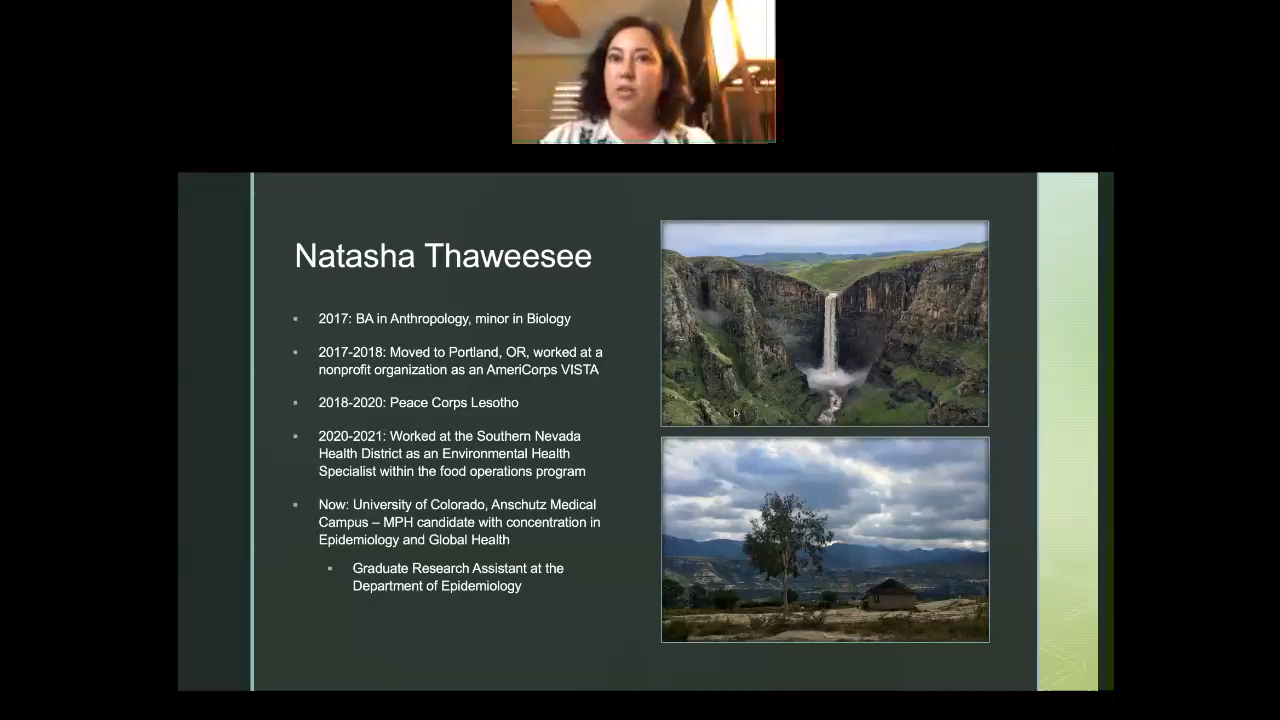 Natasha Thaweesee
▪ 2017: BA in Anthropology, minor in Biology
▪ 2017-2018: Moved to Portland, OR, worked at a
nonprofit organization as an AmeriCorps VISTA
▪ 2018-2020: Peace Corps Lesotho
▪ 2020-2021: Worked at the Southern Nevada
Health District as an Environmental Health
Specialist within the food operations program
▪ Now: University of Colorado, Anschutz Medical
Campus – MPH candidate with concentration in
Epidemiology and Global Health
▪ Graduate Research Assistant at the
Department of Epidemiology